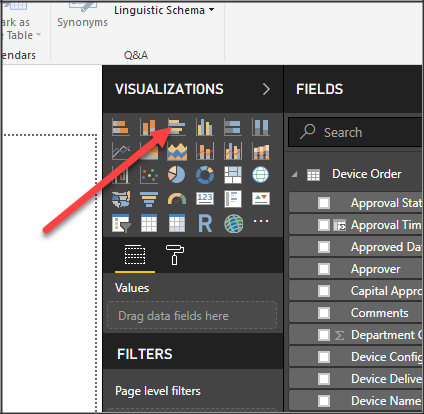 ark as
e Table
Synonyms
Linguistic Schema
endars
Q&A
VISUALIZATIONS
FIELDS
Search
Device Order
123
R
Approval Stat
Approval Tim
Approved Da
Approver
Capital Appro
Comments
Department C
Device Config
Device Delive
Device Name
Values
Drag data fields here
FILTERS
Page level filters